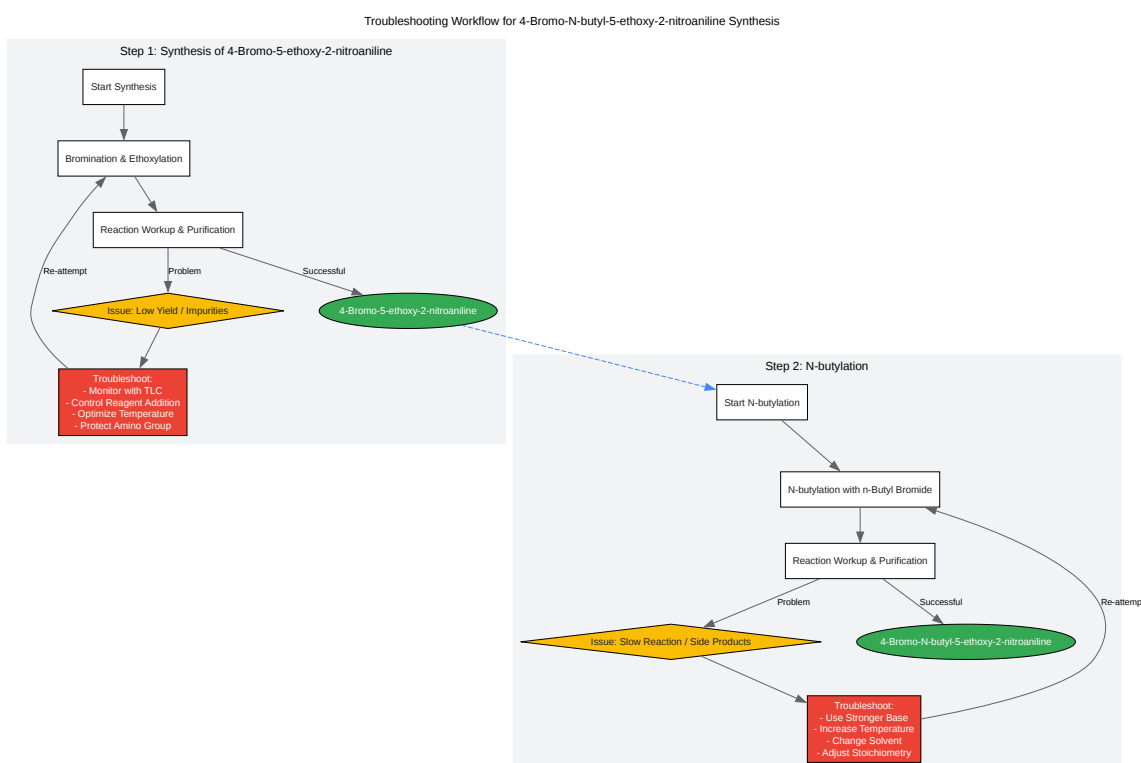 Troubleshooting Workflow for 4-Bromo-N-butyl-5-ethoxy-2-nitroaniline Synthesis
Step 1: Synthesis of 4-Bromo-5-ethoxy-2-nitroaniline
Start Synthesis
Bromination & Ethoxylation
Reaction Workup & Purification
Re-attempt
Problem
Successful
Issue: Low Yield / Impurities
4-Bromo-5-ethoxy-2-nitroaniline
Troubleshoot:
- Monitor with TLC
- Control Reagent Addition
- Optimize Temperature
- Protect Amino Group
Step 2: N-butylation
Start N-butylation
N-butylation with n-Butyl Bromide
Reaction Workup & Purification
Problem
Successful
Re-attemp
Issue: Slow Reaction / Side Products
4-Bromo-N-butyl-5-ethoxy-2-nitroaniline
Troubleshoot:
- Use Stronger Base
- Increase Temperature
- Change Solvent
- Adjust Stoichiometry